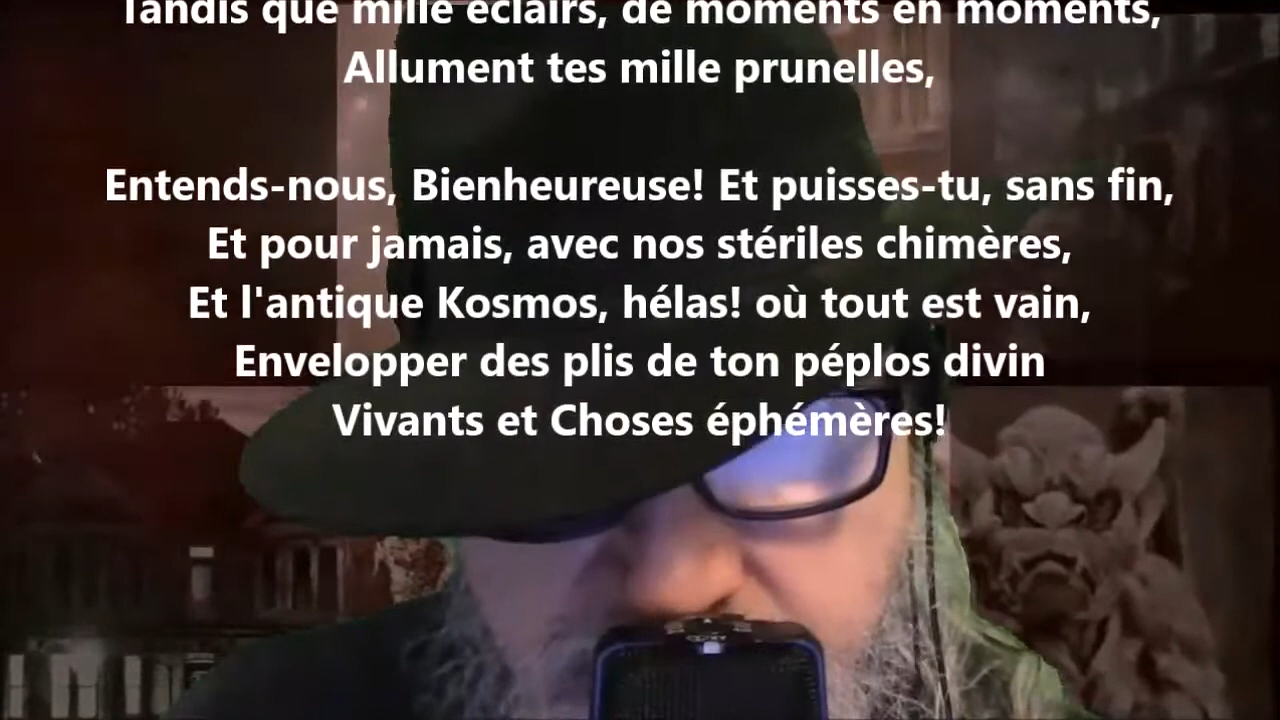 Tandis que mille éclairs, de moments en moments,
Allument tes mille prunelles,
Entends-nous, Bienheureuse! Et puisses-tu, sans fin,
Et pour jamais, avec nos stériles chimères,
Et l'antique Kosmos, hélas! où tout est vain,
Envelopper des plis de ton péplos divin
Vivants et Choses éphémères!